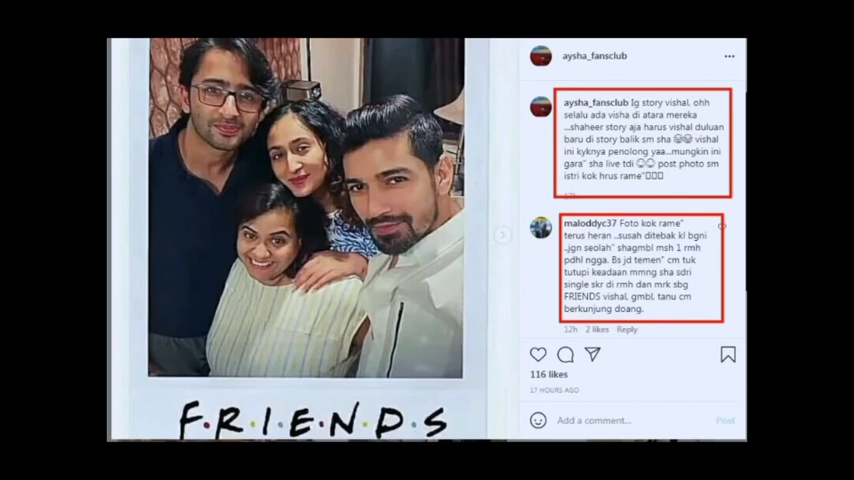 aysha_fansclub
aysha_fansclub Ig story vishal, ohh
selalu ada visha di atara mereka
...shaheer story aja harus vishal duluan
baru di story balik sm sha
vishal
ini kyknya penolong yaa...mungkin ini
gara" sha live tdi
post photo sm
istri kok hrus rame"
maloddyc37 Foto kok rame"
terus heran ..susah ditebak kl bgni
..jgn seolah" shagmbl msh 1 rmh
pdhl ngga. Bs jd temen" cm tuk
tutupi keadaan mmng sha sdri
single skr di rmh dan mrk sbg
FRIENDS vishal, gmbl, tanu cm
berkunjung doang.
12h 2 likes Reply
116 likes
17 HOURS AGO
Add a comment... Post
F.R.I.E.N.D.S